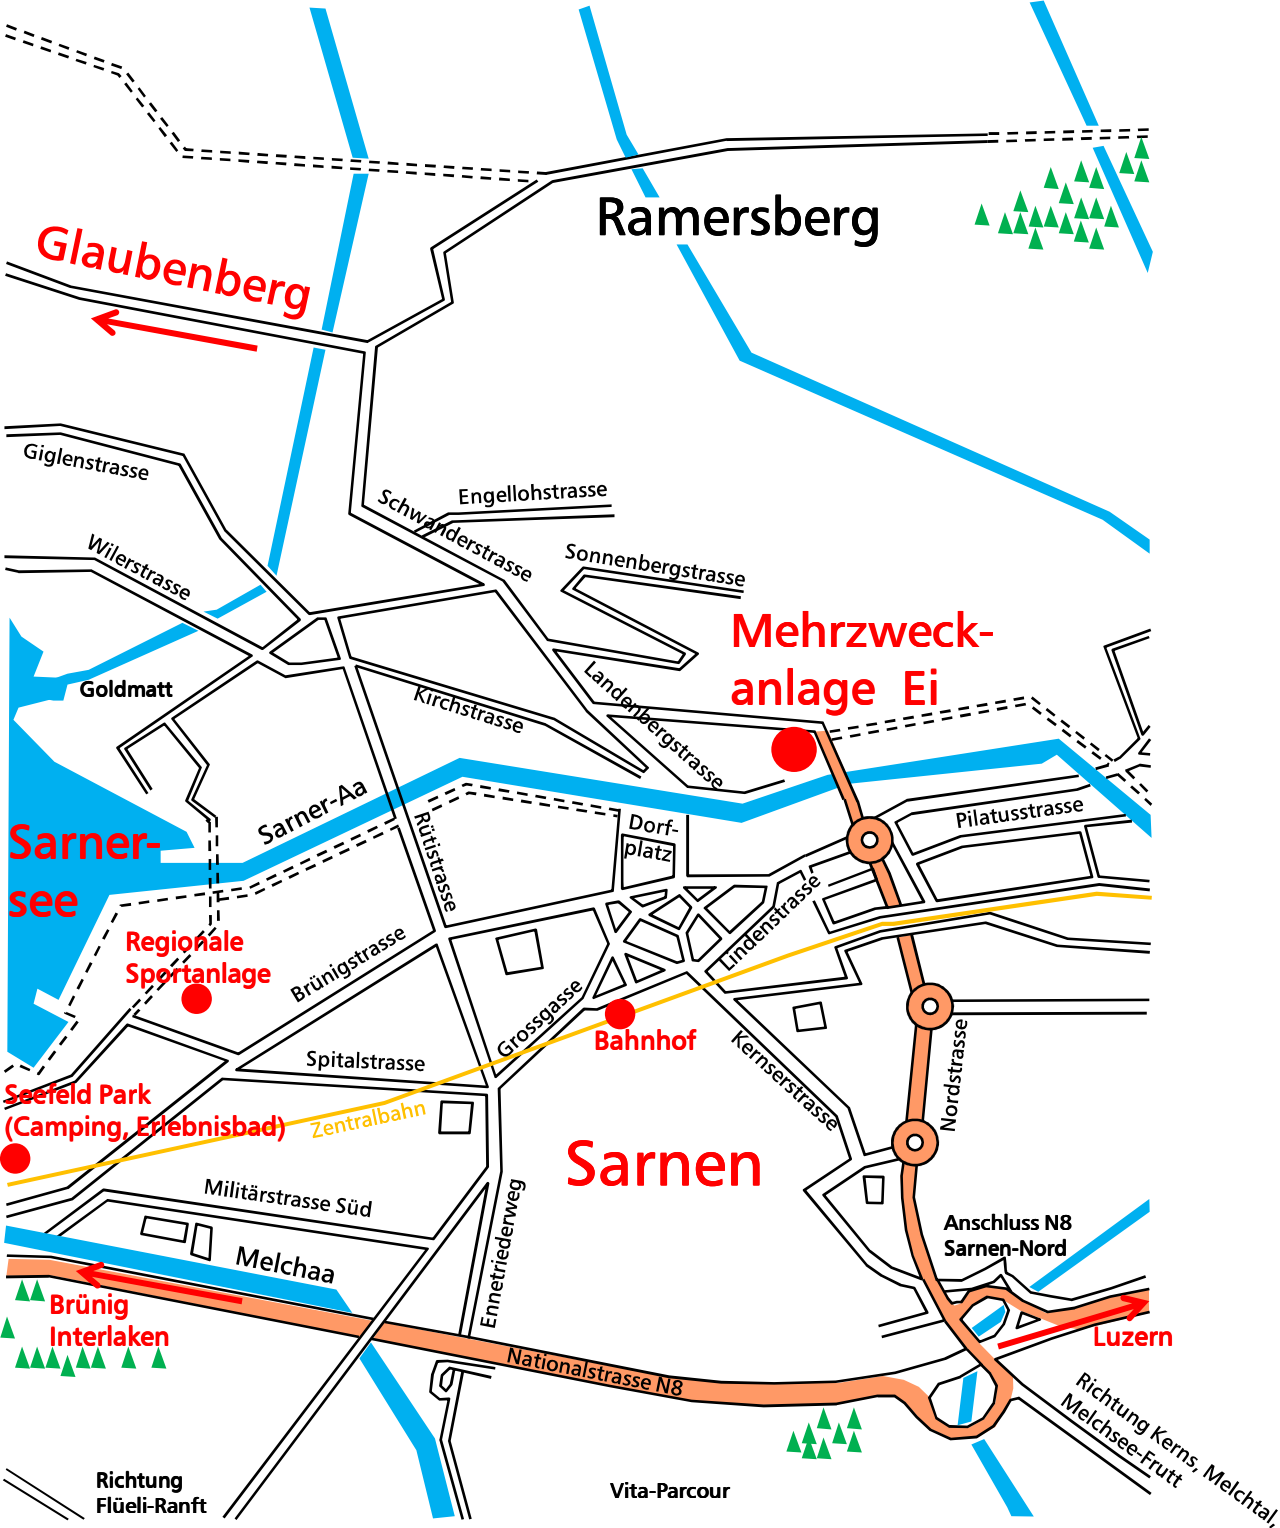 Ramersberg
Glaubenberg
Giglenstrasse
Schwanderstrasse
Engellohstrasse
Wilerstrasse
Sonnenbergstrasse
Mehrzweck-
anlage Ei
Goldmatt
Kirchstrasse
Landenbergstrasse
Sarner-Aa
Pilatusstrasse
Sarner-
see
Rütistrasse
Dorf-
platz
Lindenstrasse
Regionale
Sportanlage
Brünigstrasse
Grossgasse
Bahnhof
Spitalstrasse
Kernserstrasse
Nordstrasse
Seefeld Park
(Camping, Erlebnisbad)
Zentralbahn
Sarnen
Militärstrasse Süd
Ennetriederweg
Anschluss N8
Sarnen-Nord
Melchaa
Brünig
Interlaken
Luzern
Nationalstrasse N8
Richtung Kerns, Melchtal,
Melchsee-Frutt
Richtung
Flüeli-Ranft
Vita-Parcour